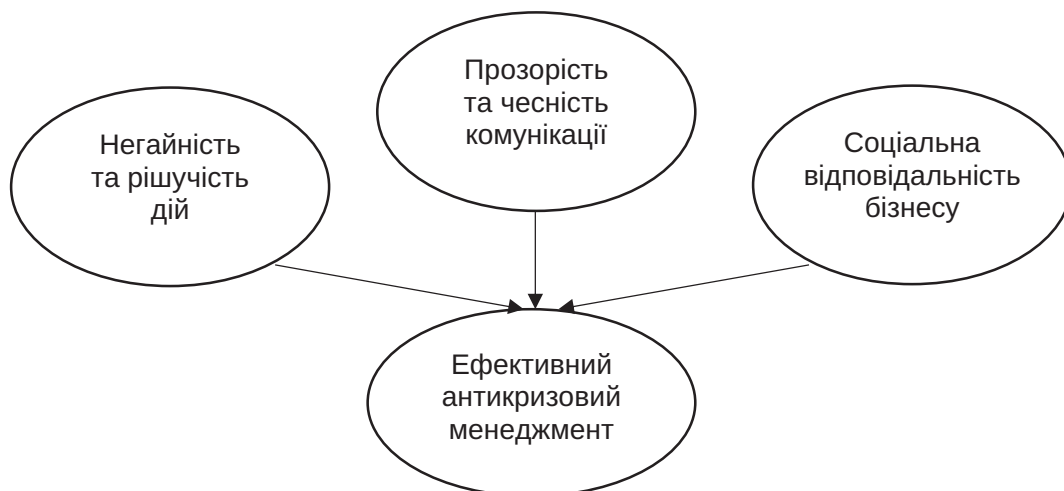 Негайність
та рішучість
дій
Прозорість
та чесність
комунікації
Соціальна
відповідальність
бізнесу
Ефективний
антикризовий
менеджмент